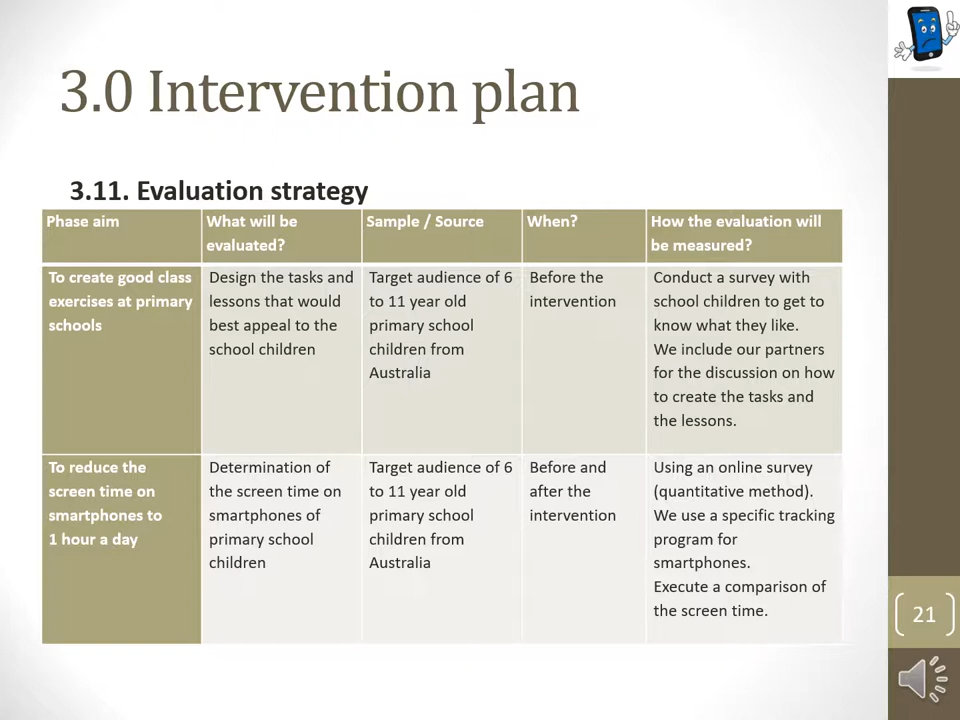 3.0 Intervention plan
3.11. Evaluation strategy
Phase aim
What will be
evaluated?
Sample / Source
When?
How the evaluation will
be measured?
To create good class
exercises at primary
schools
Design the tasks and
lessons that would
best appeal to the
school children
Target audience of 6
to 11 year old
primary school
children from
Australia
Before the
intervention
Conduct a survey with
school children to get to
know what they like.
We include our partners
for the discussion on how
to create the tasks and
the lessons.
To reduce the
screen time on
smartphones to
1 hour a day
Determination of
the screen time on
smartphones of
primary school
children
Target audience of 6
to 11 year old
primary school
children from
Australia
Before and
after the
intervention
Using an online survey
(quantitative method).
We use a specific tracking
program for
smartphones.
Execute a comparison of
the screen time.
21